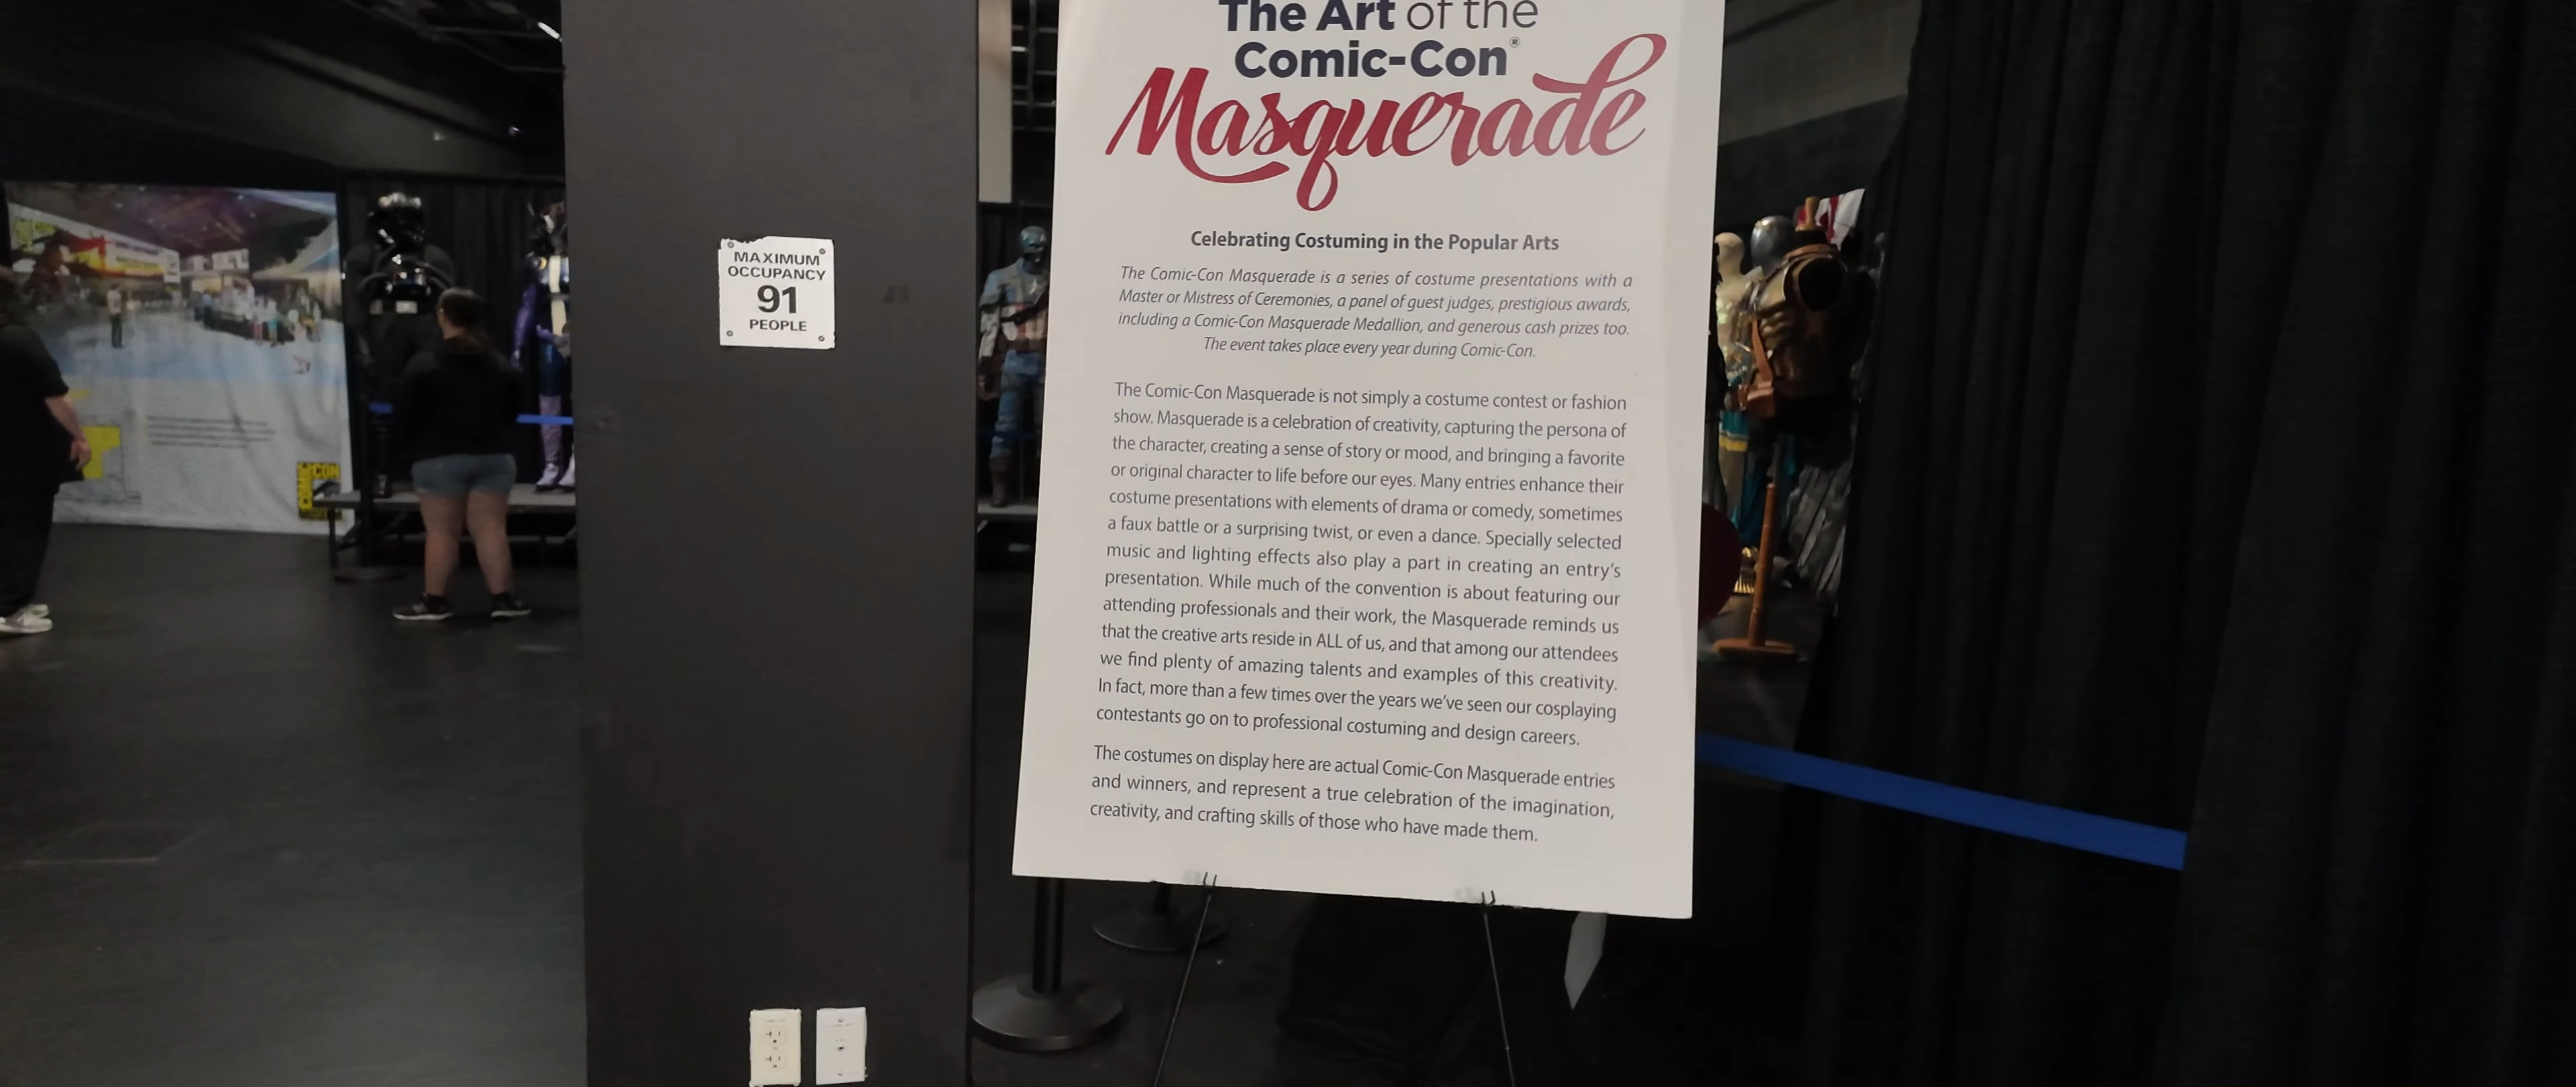 The Art of the
Comic-Con®
Masquerade
Celebrating Costuming in the Popular Arts
The Comic-Con Masquerade is a series of costume presentations with a
Master or Mistress of Ceremonies, a panel of guest judges, prestigious awards,
including a Comic-Con Masquerade Medallion, and generous cash prizes too.
The event takes place every year during Comic-Con.
The Comic-Con Masquerade is not simply a costume contest or fashion
show. Masquerade is a celebration of creativity, capturing the persona of
the character, creating a sense of story or mood, and bringing a favorite
or original character to life before our eyes. Many entries enhance their
costume presentations with elements of drama or comedy, sometimes
a faux battle or a surprising twist, or even a dance. Specially selected
music and lighting effects also play a part in creating an entry's
presentation. While much of the convention is about featuring our
attending professionals and their work, the Masquerade reminds us
that the creative arts reside in ALL of us, and that among our attendees
we find plenty of amazing talents and examples of this creativity.
In fact, more than a few times over the years we've seen our cosplaying
contestants go on to professional costuming and design careers.
The costumes on display here are actual Comic-Con Masquerade entries
and winners, and represent a true celebration of the imagination,
creativity, and crafting skills of those who have made them.
MAXIMUM
OCCUPANCY
91
PEOPLE